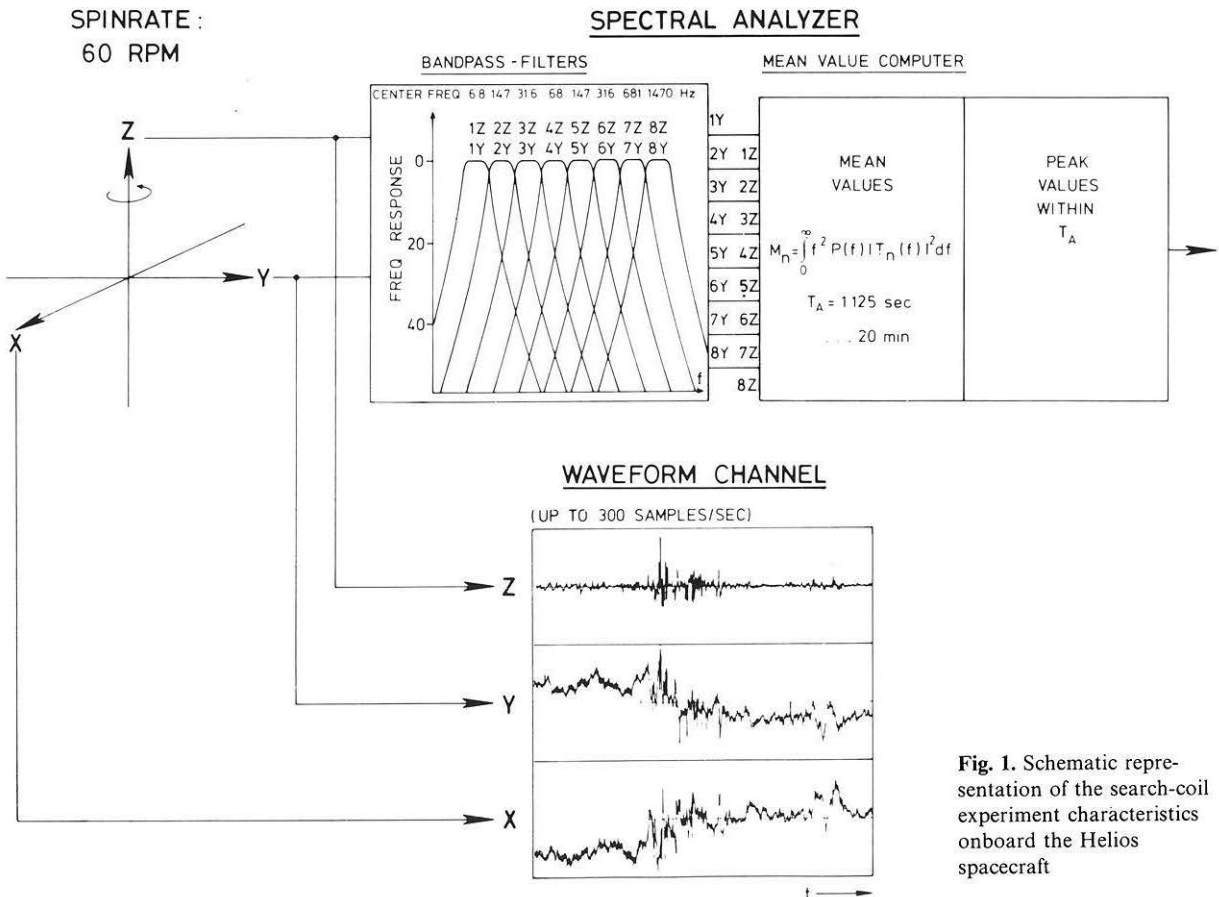 SPINRATE :
60 RPM
SPECTRAL ANALYZER
BANDPASS - FILTERS
MEAN VALUE COMPUTER
CENTER FREQ 6 8 147 31 6 68 147 316 681 1470 Hz
1Z 2Z 3Z 4Z 5Z 6Z 7Z 8Z
1Y 2Y 3Y 4Y 5Y 6Y 7Y 8Y
FREQ RESPONSE
0
20
40
f
Z
Y
X
1Y
2Y 1Z
3Y 2Z
4Y 3Z
5Y 4Z
6Y 5Z
7Y 6Z
8Y 7Z
8Z
MEAN
VALUES
M_n = ∫_0^∞ f² P(f) | T_n (f) |² df
T_A = 1125 sec
. . . 20 min
PEAK
VALUES
WITHIN
T_A
WAVEFORM CHANNEL
(UP TO 300 SAMPLES/SEC)
Z
Y
X
t
Fig. 1. Schematic repre-
sentation of the search-coil
experiment characteristics
onboard the Helios
spacecraft